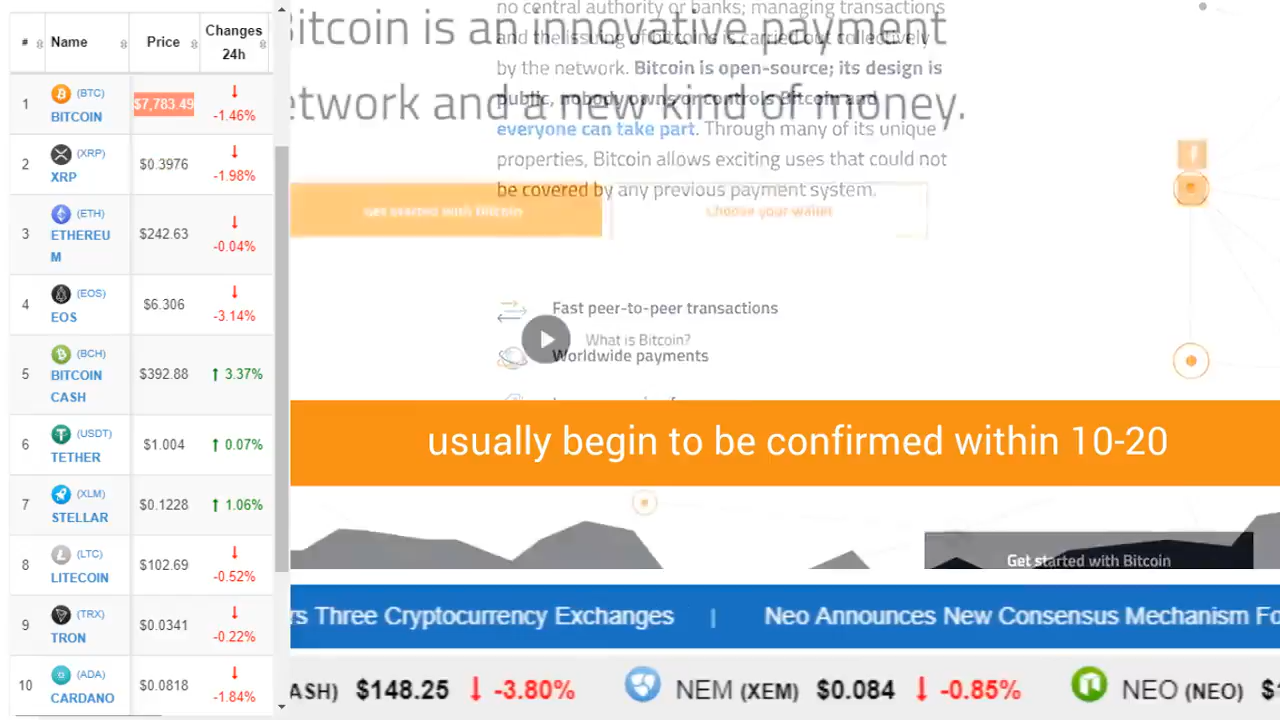 #
Name
Price
Changes
24h
1
(BTC)
BITCOIN
$7,783.49
-1.46%
2
(XRP)
XRP
$0.3976
-1.98%
3
(ETH)
ETHEREU
M
$242.63
-0.04%
4
(EOS)
EOS
$6.306
-3.14%
5
(BCH)
BITCOIN
CASH
$392.88
3.37%
6
(USDT)
TETHER
$1.004
0.07%
7
(XLM)
STELLAR
$0.1228
1.06%
8
(LTC)
LITECOIN
$102.69
-0.52%
9
(TRX)
TRON
$0.0341
-0.22%
10
(ADA)
CARDANO
$0.0818
-1.84%
no central authority or banks; managing transactions
Bitcoin is an innovative payment
and the issuing of bitcoins is carried out collectively
by the network. Bitcoin is open-source; its design is
public, nobody owns or controls Bitcoin and
etwork and a new kind of money.
everyone can take part. Through many of its unique
properties, Bitcoin allows exciting uses that could not
be covered by any previous payment system.
Get started with Bitcoin
Choose your wallet
Fast peer-to-peer transactions
What is Bitcoin?
Worldwide payments
usually begin to be confirmed within 10-20
Get started with Bitcoin
rs Three Cryptocurrency Exchanges | Neo Announces New Consensus Mechanism Fo
ASH) $148.25 -3.80% NEM (XEM) $0.084 -0.85% NEO (NEO) $